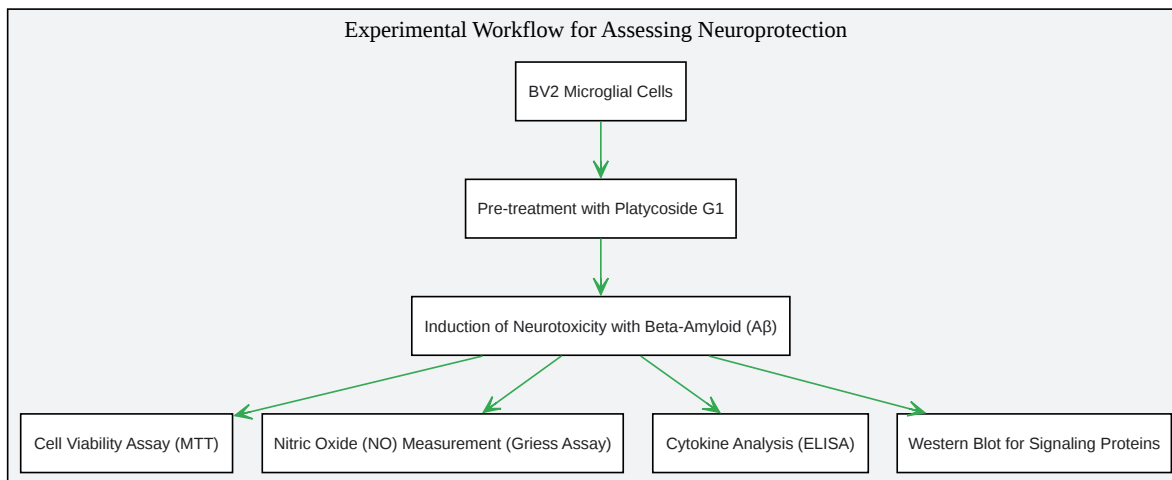 Experimental Workflow for Assessing Neuroprotection
BV2 Microglial Cells
Pre-treatment with Platycoside G1
Induction of Neurotoxicity with Beta-Amyloid (Aβ)
Cell Viability Assay (MTT)
Nitric Oxide (NO) Measurement (Griess Assay)
Cytokine Analysis (ELISA)
Western Blot for Signaling Proteins